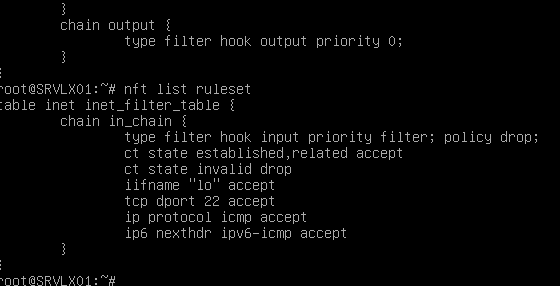 }
chain output {
type filter hook output priority 0;
}
root@SRVLX01:~# nft list ruleset
table inet inet_filter_table {
chain in_chain {
type filter hook input priority filter; policy drop;
ct state established,related accept
ct state invalid drop
iifname "lo" accept
tcp dport 22 accept
ip protocol icmp accept
ip6 nexthdr ipv6-icmp accept
}
root@SRVLX01:~#